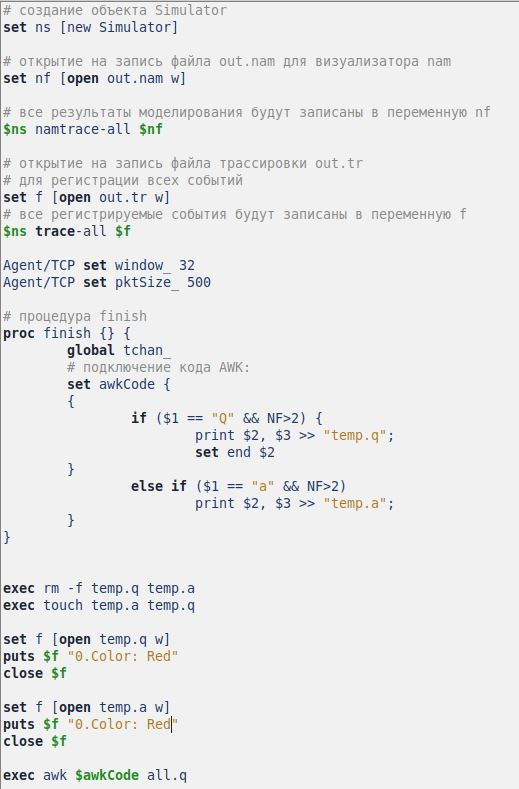 # создание объекта Simulator
set ns [new Simulator]
# открытие на запись файла out.nam для визуализатора nam
set nf [open out.nam w]
# все результаты моделирования будут записаны в переменную nf
$ns namtrace-all $nf
# открытие на запись файла трассировки out.tr
# для регистрации всех событий
set f [open out.tr w]
# все регистрируемые события будут записаны в переменную f
$ns trace-all $f
Agent/TCP set window_ 32
Agent/TCP set pktSize_ 500
# процедура finish
proc finish {} {
global tchan_
# подключение кода AWK:
set awkCode {
{
if ($1 == "Q" && NF>2) {
print $2, $3 >> "temp.q";
set end $2
}
else if ($1 == "a" && NF>2)
print $2, $3 >> "temp.a";
}
}
exec rm -f temp.q temp.a
exec touch temp.a temp.q
set f [open temp.q w]
puts $f "0.Color: Red"
close $f
set f [open temp.a w]
puts $f "0.Color: Red"
close $f
exec awk $awkCode all.q